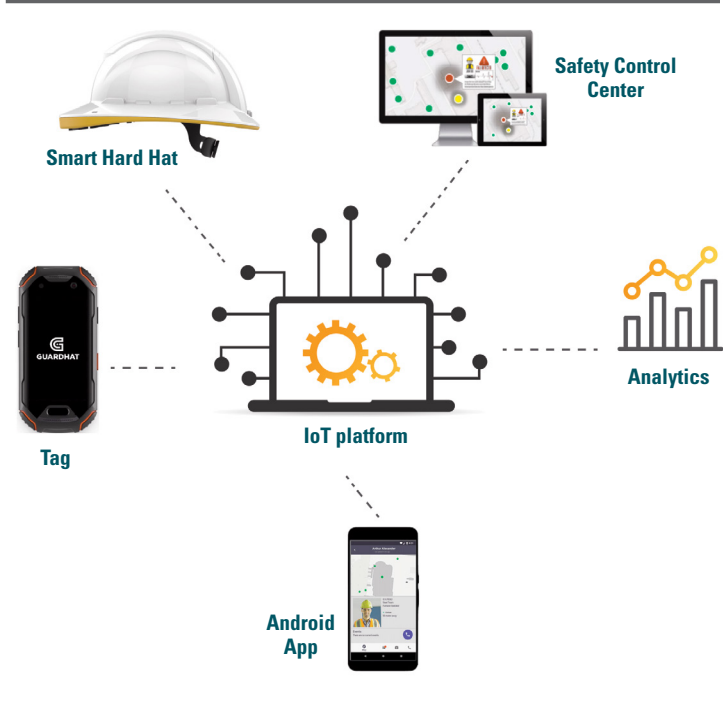 Safety Control
Center
Smart Hard Hat
GUARDHAT
Analytics
IoT platform
Tag
Android
App